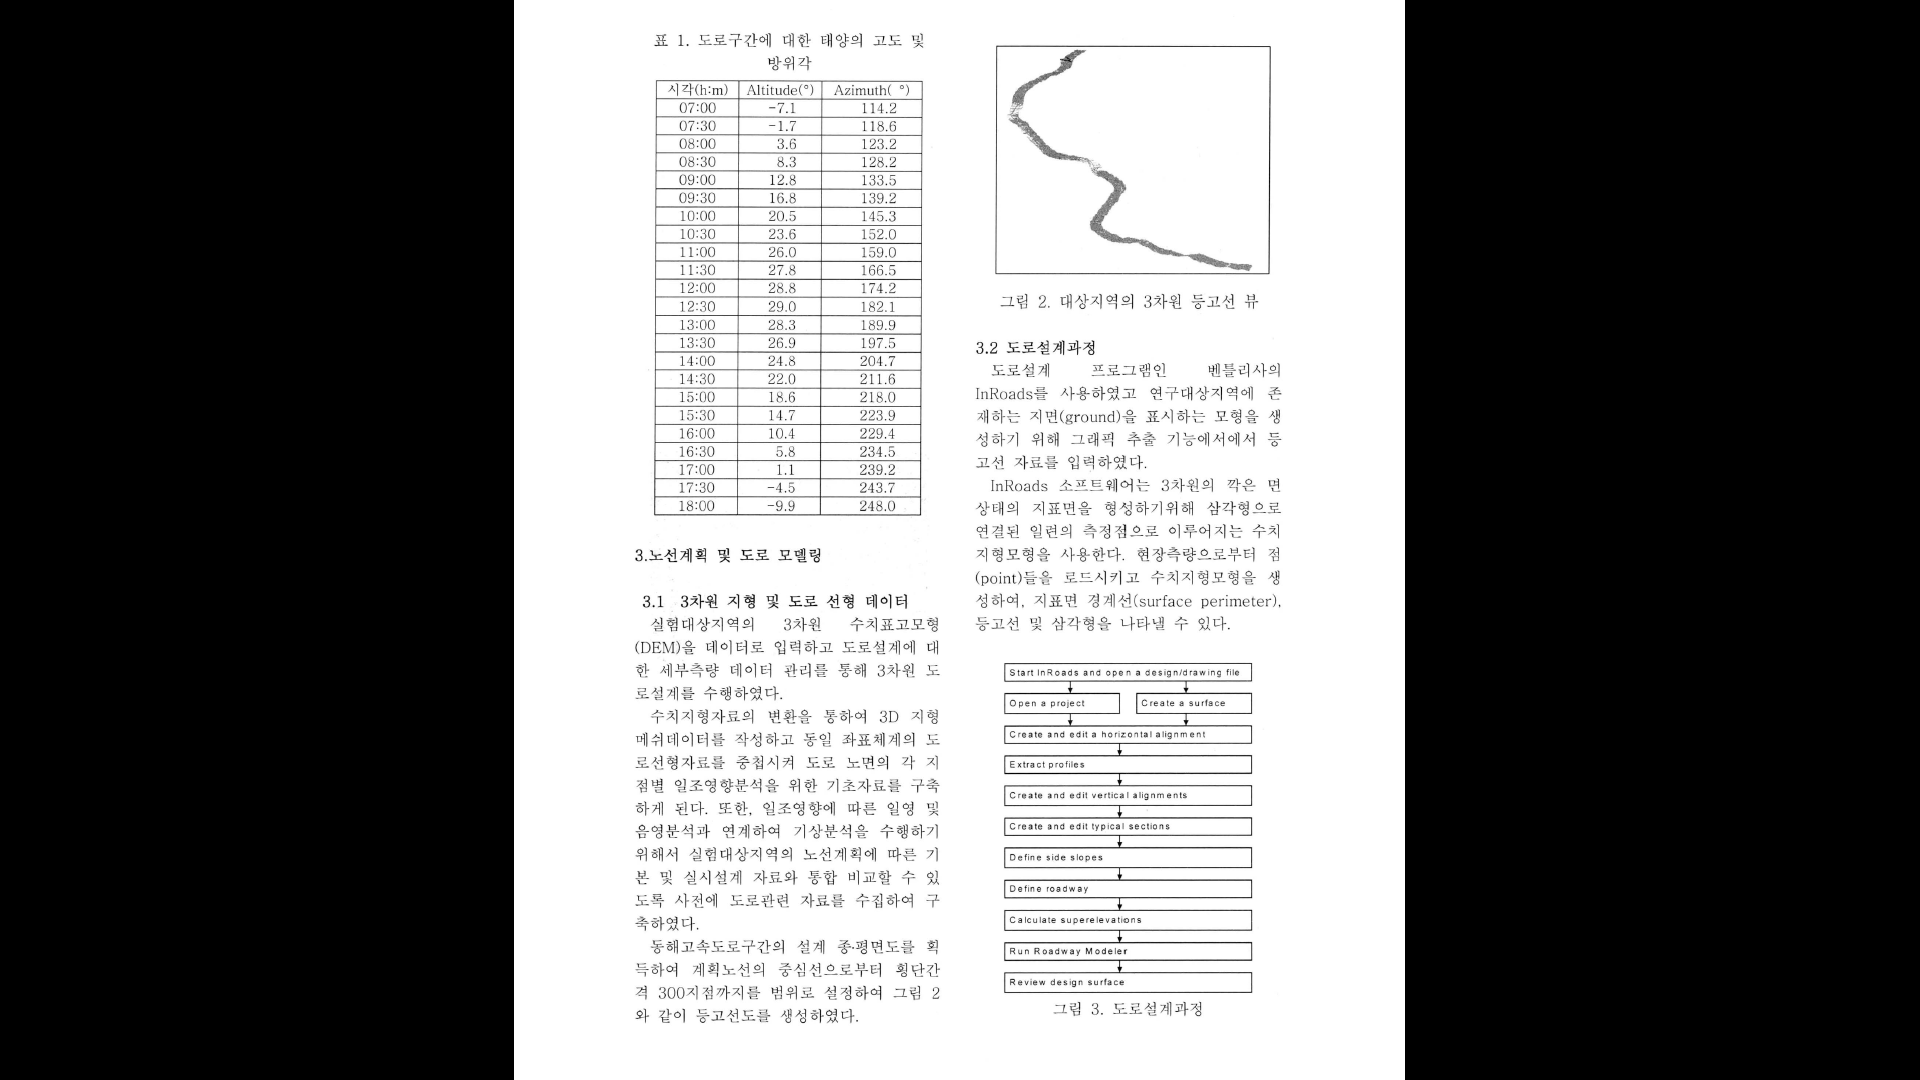 표 1. 도로구간에 대한 태양의 고도 및
방위각
시각(h:m) Altitude(°) Azimuth( °)
07:00 -7.1 114.2
07:30 -1.7 118.6
08:00 3.6 123.2
08:30 8.3 128.2
09:00 12.8 133.5
09:30 16.8 139.2
10:00 20.5 145.3
10:30 23.6 152.0
11:00 26.0 159.0
11:30 27.8 166.5
12:00 28.8 174.2
12:30 29.0 182.1
13:00 28.3 189.9
13:30 26.9 197.5
14:00 24.8 204.7
14:30 22.0 211.6
15:00 18.6 218.0
15:30 14.7 223.9
16:00 10.4 229.4
16:30 5.8 234.5
17:00 1.1 239.2
17:30 -4.5 243.7
18:00 -9.9 248.0
3.노선계획 및 도로 모델링
3.1 3차원 지형 및 도로 선형 데이터
실험대상지역의 3차원 수치표고모형
(DEM)을 데이터로 입력하고 도로설계에 대
한 세부측량 데이터 관리를 통해 3차원 도
로설계를 수행하였다.
수치지형자료의 변환을 통하여 3D 지형
메쉬데이터를 작성하고 동일 좌표체계의 도
로선형자료를 중첩시켜 도로 노면의 각 지
점별 일조영향분석을 위한 기초자료를 구축
하게 된다. 또한, 일조영향에 따른 일영 및
음영분석과 연계하여 기상분석을 수행하기
위해서 실험대상지역의 노선계획에 따른 기
본 및 실시설계 자료와 통합 비교할 수 있
도록 사전에 도로관련 자료를 수집하여 구
축하였다.
동해고속도로구간의 설계 종·평면도를 획
득하여 계획노선의 중심선으로부터 횡단간
격 300지점까지를 범위로 설정하여 그림 2
와 같이 등고선도를 생성하였다.
그림 2. 대상지역의 3차원 등고선 뷰
3.2 도로설계과정
도로설계 프로그램인 벤틀리사의
InRoads를 사용하였고 연구대상지역에 존
재하는 지면(ground)을 표시하는 모형을 생
성하기 위해 그래픽 추출 기능에서에서 등
고선 자료를 입력하였다.
InRoads 소프트웨어는 3차원의 깍은 면
상태의 지표면을 형성하기위해 삼각형으로
연결된 일련의 측정점으로 이루어지는 수치
지형모형을 사용한다. 현장측량으로부터 점
(point)들을 로드시키고 수치지형모형을 생
성하여, 지표면 경계선(surface perimeter),
등고선 및 삼각형을 나타낼 수 있다.
Start InRoads and open a design/drawing file
Open a project
Create a surface
Create and edit a horizontal alignment
Extract profiles
Create and edit vertical alignments
Create and edit typical sections
Define side slopes
Define roadway
Calculate superelevations
Run Roadway Modeler
Review design surface
그림 3. 도로설계과정